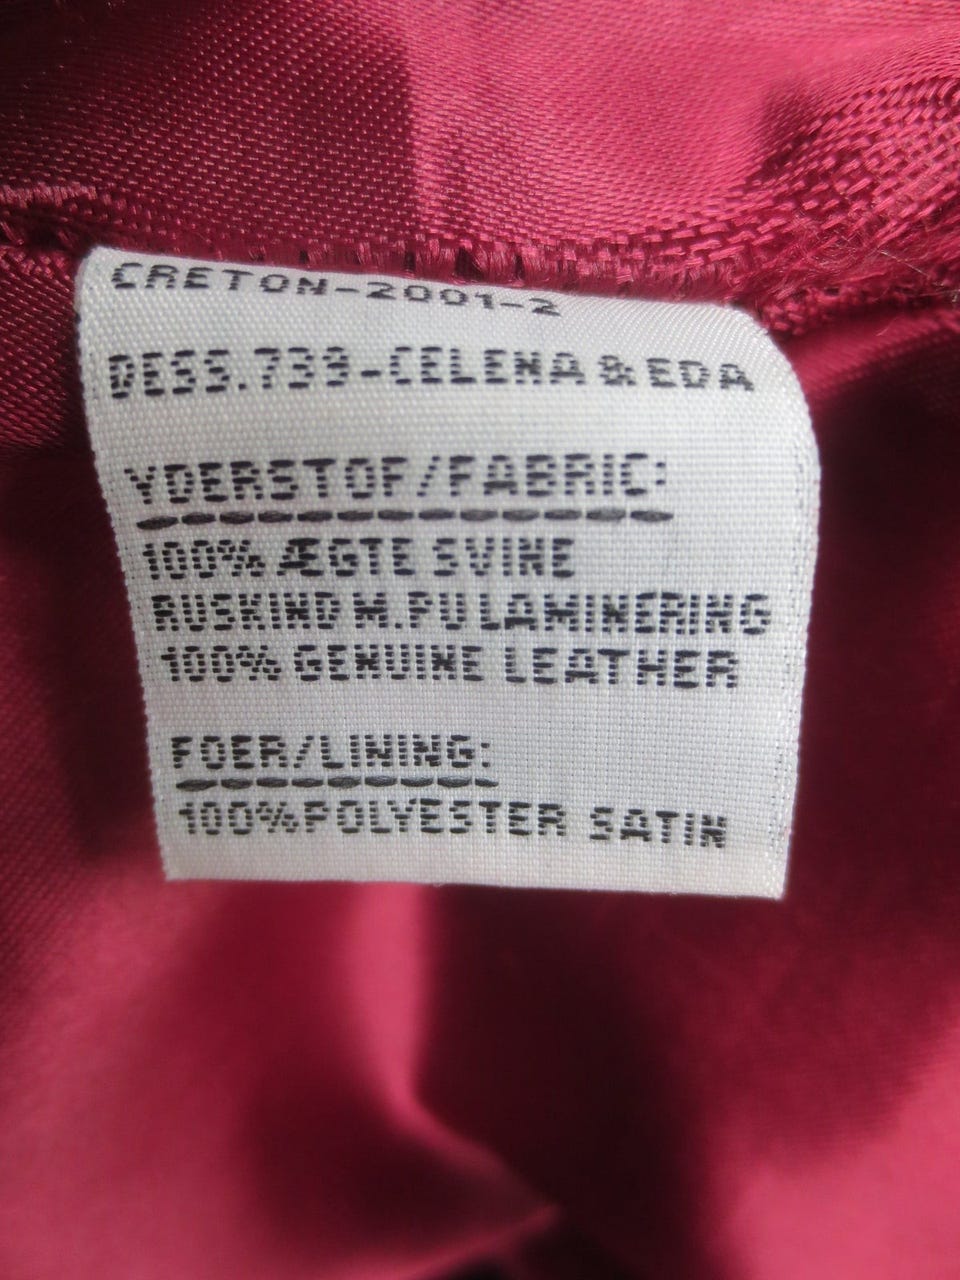 CRETON-2001-2
DESS.739-CELENA & EDA
YDERSTOF/FABRIC:
100% ÆGTE SVINE
RUSKIND M.PU LAMINERING
100% GENUINE LEATHER
FOER/LINING:
100% POLYESTER SATIN